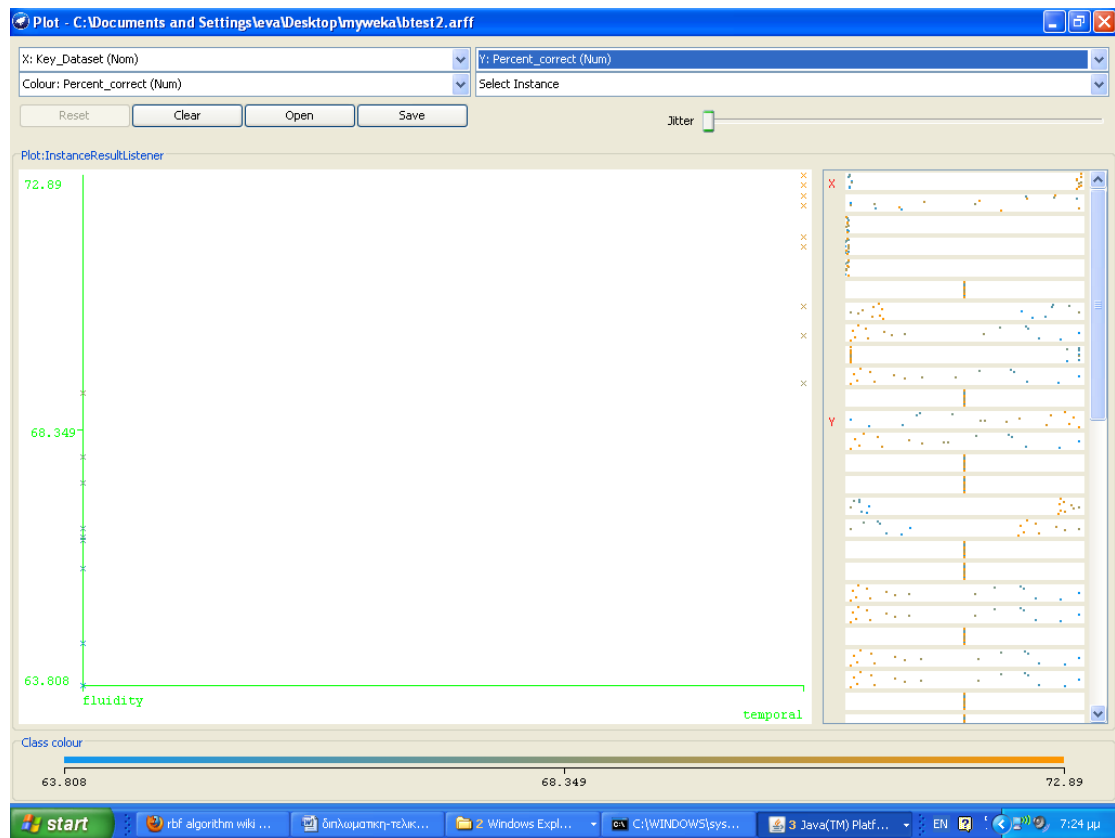 Plot - C:\Documents and Settings\eva\Desktop\myweka\btest2.arff
X: Key_Dataset (Nom) Y: Percent_correct (Num)
Colour: Percent_correct (Num) Select Instance
Reset Clear Open Save Jitter
Plot:InstanceResultListener
72.89
X
68.349
Y
63.808
fluidity
temporal
Class colour
63.808 68.349 72.89
start rbf algorithm wiki ... διπλωματικη-τελικ... 2 Windows Expl... C:\WINDOWS\sys... 3 Java(TM) Platf... EN 7:24 μμ